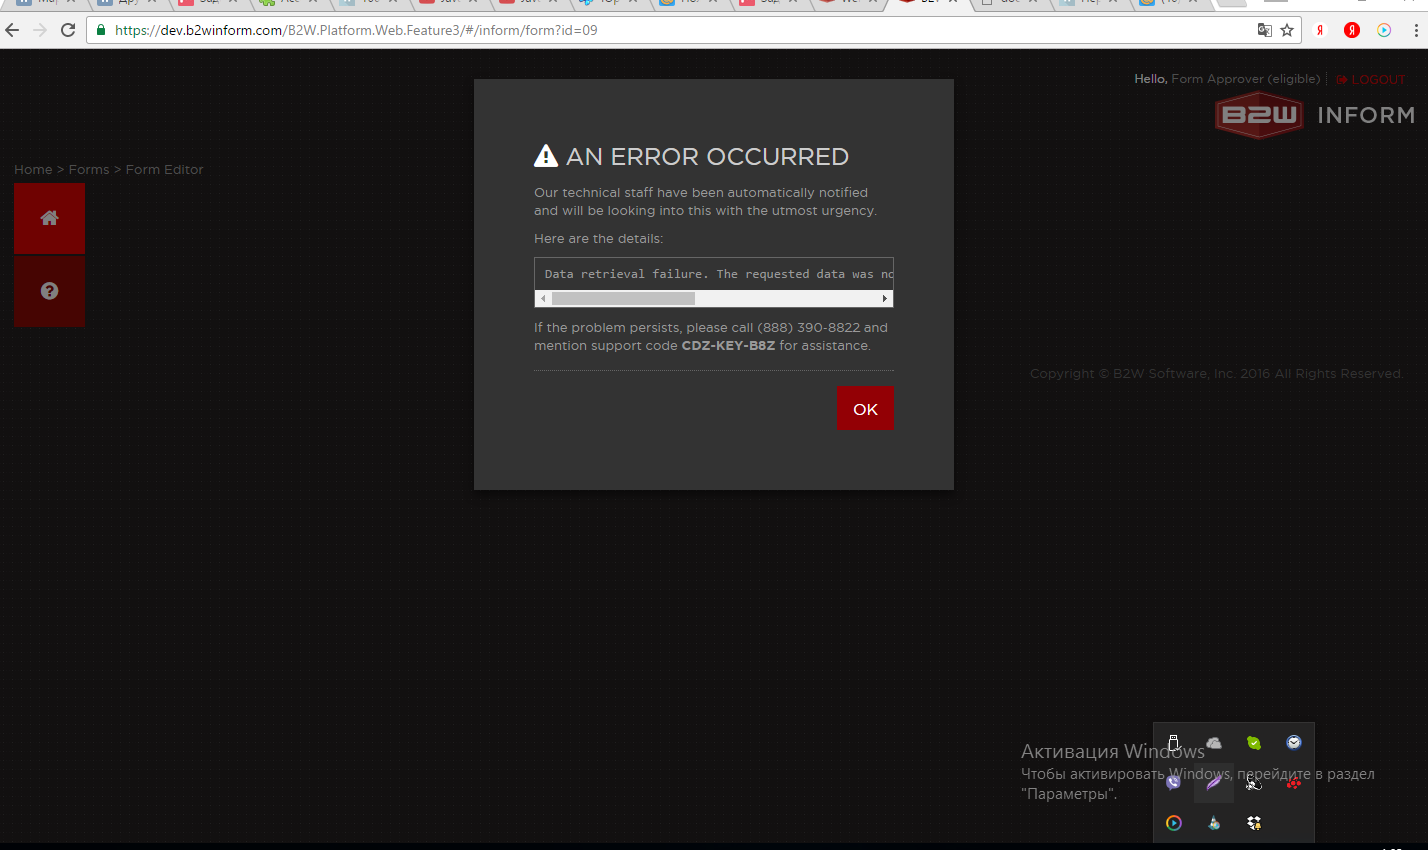 https://dev.b2winform.com/B2W.Platform.Web.Feature3/#/inform/form?id=09
Hello, Form Approver (eligible)
LOGOUT
B2W INFORM
Home > Forms > Form Editor
AN ERROR OCCURRED
Our technical staff have been automatically notified
and will be looking into this with the utmost urgency.
Here are the details:
Data retrieval failure. The requested data was
If the problem persists, please call (888) 390-8822 and
mention support code CDZ-KEY-B8Z for assistance.
OK
Copyright © B2W Software, Inc. 2016 All Rights Reserved.
Активация Windows
Чтобы активировать Windows, перейдите в раздел
"Параметры".